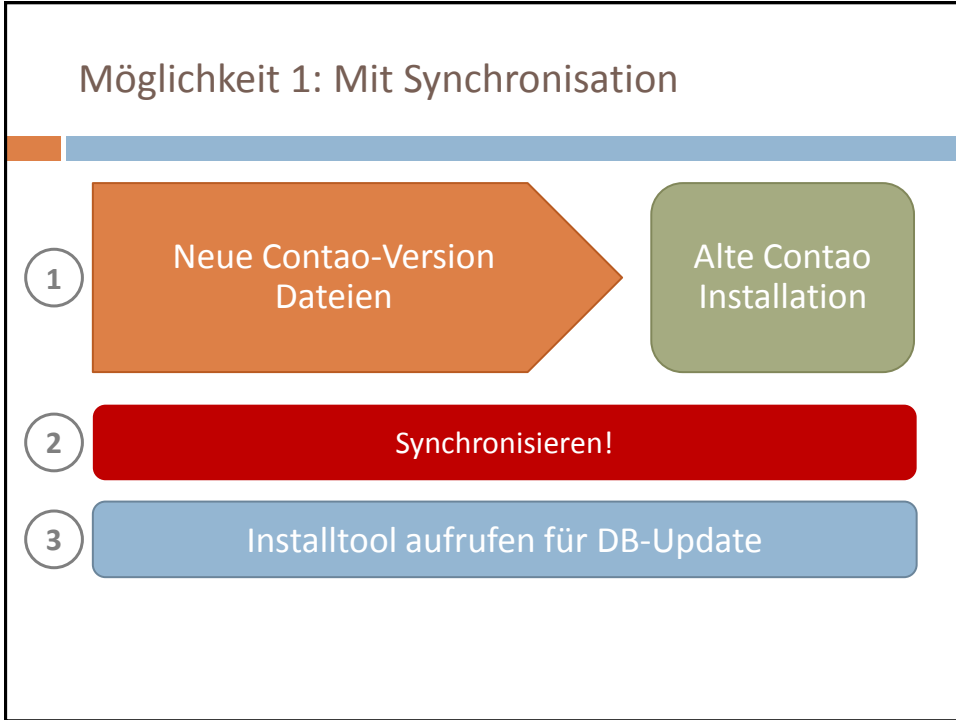 Möglichkeit 1: Mit Synchronisation
1
Neue Contao-Version
Dateien
Alte Contao
Installation
2
Synchronisieren!
3
Installtool aufrufen für DB-Update